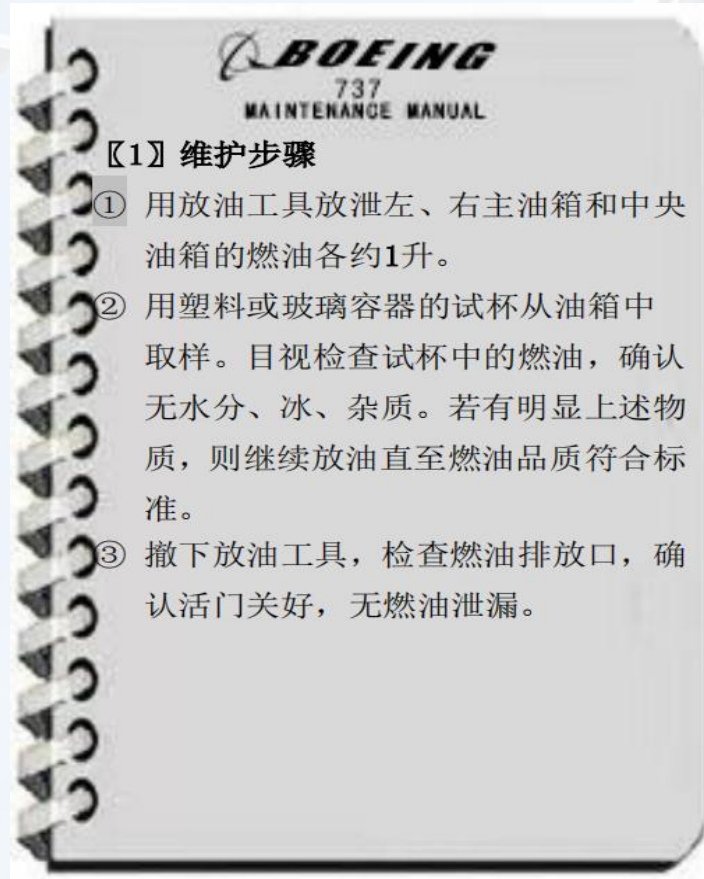 BOEING
737
MAINTENANCE MANUAL
〖1〗维护步骤
① 用放油工具放泄左、右主油箱和中央
油箱的燃油各约1升。
② 用塑料或玻璃容器的试杯从油箱中
取样。目视检查试杯中的燃油，确认
无水分、冰、杂质。若有明显上述物
质，则继续放油直至燃油品质符合标
准。
③ 撤下放油工具，检查燃油排放口，确
认活门关好，无燃油泄漏。